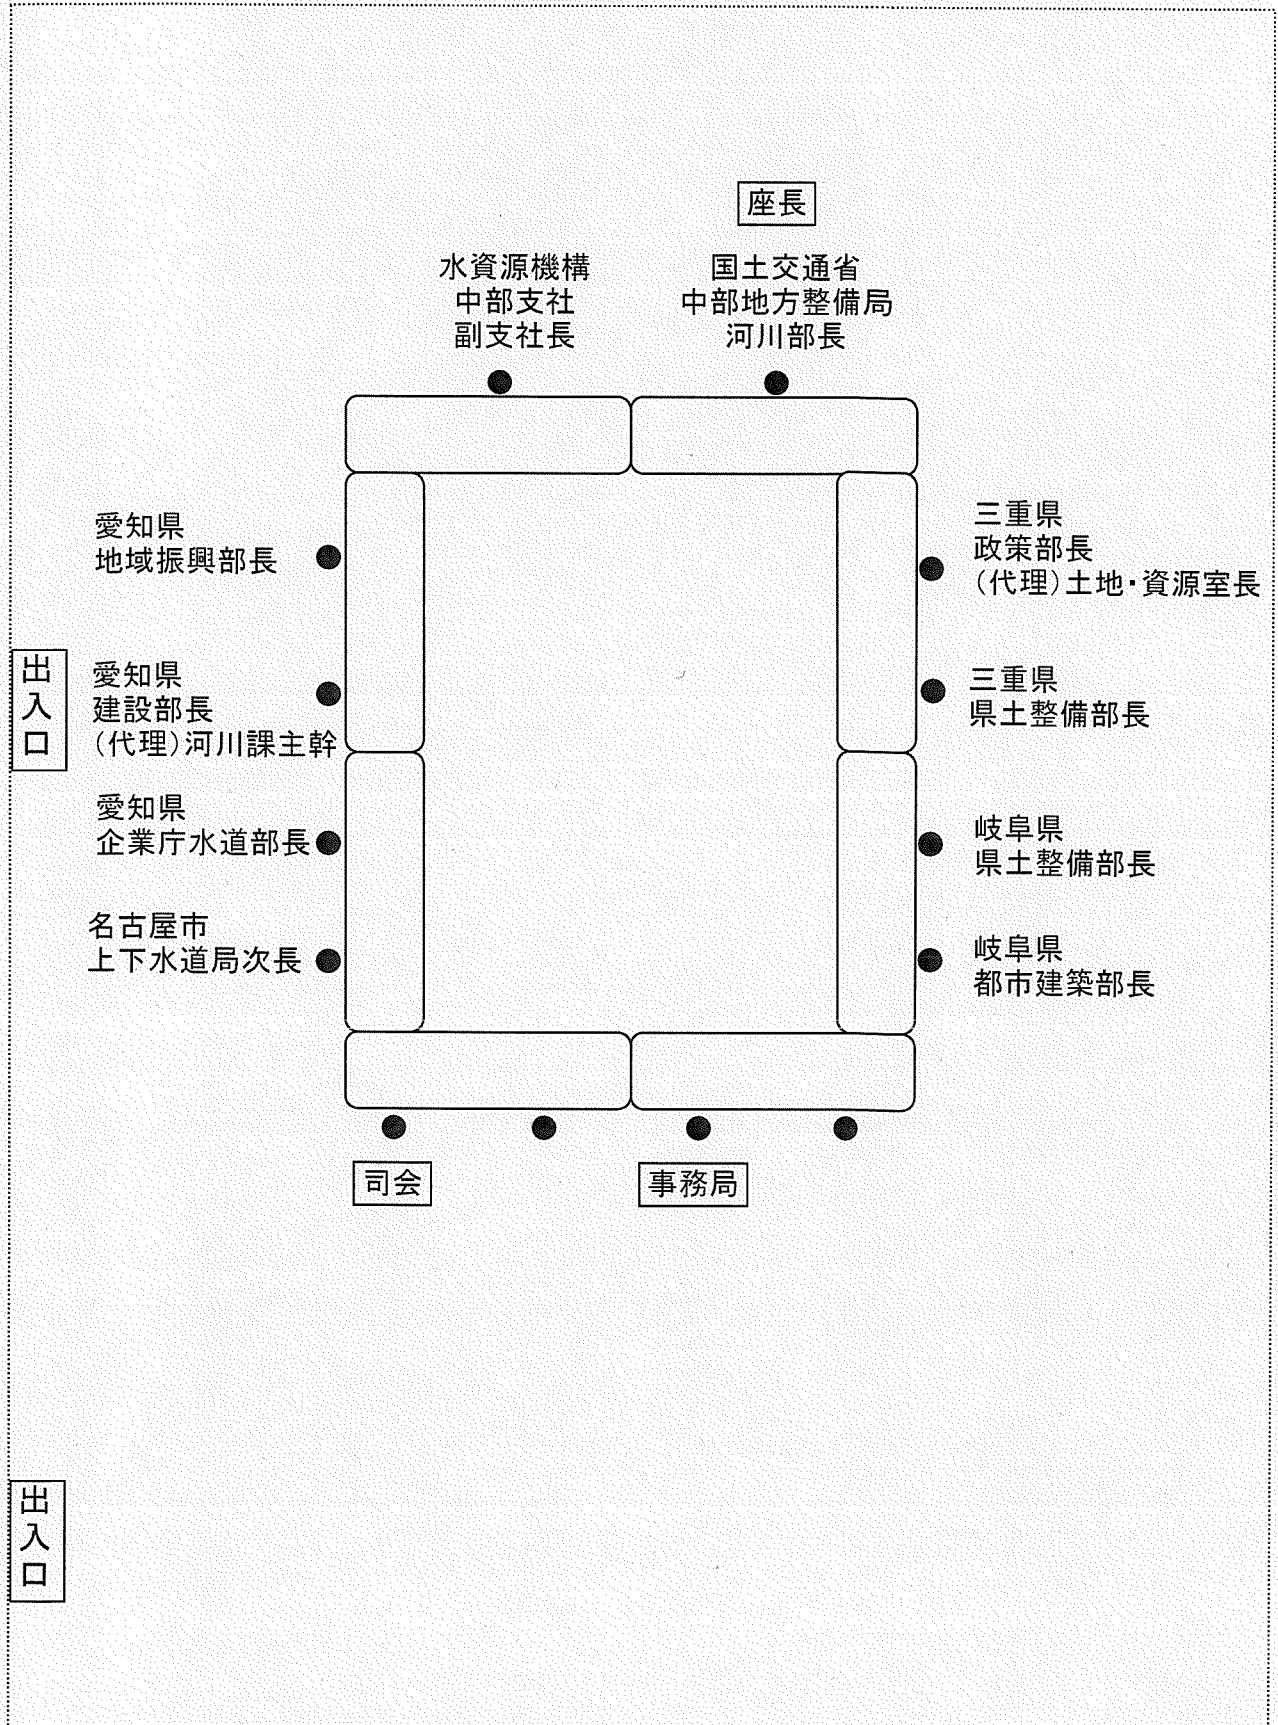 座長
水資源機構
中部支社
副支社長
国土交通省
中部地方整備局
河川部長
愛知県
地域振興部長
三重県
政策部長
(代理)土地・資源室長
出入口
愛知県
建設部長
(代理)河川課主幹
三重県
県土整備部長
愛知県
企業庁水道部長
岐阜県
県土整備部長
名古屋市
上下水道局次長
岐阜県
都市建築部長
司会
事務局
出入口